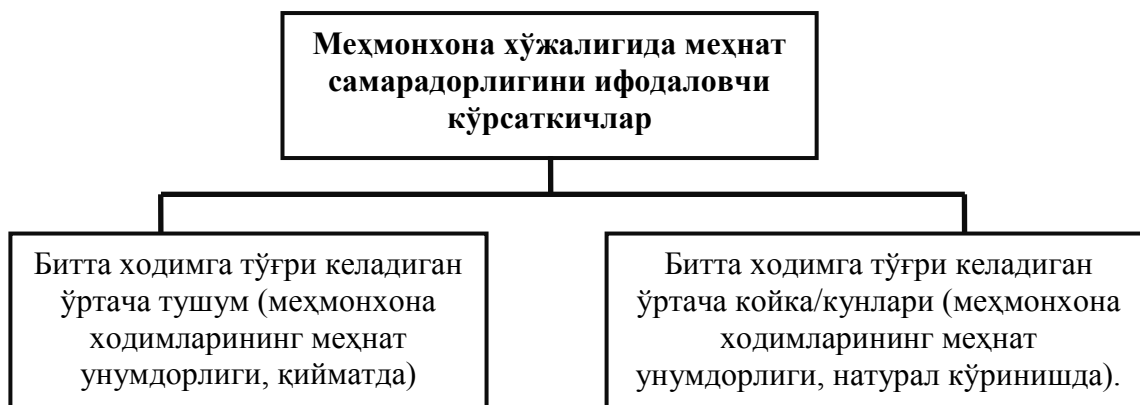 Меҳмонхона хўжалигида меҳнат
самарадорлигини ифодаловчи
кўрсаткичлар
Битта ходимга тўғри келадиган
ўртача тушум (меҳмонхона
ходимларининг меҳнат
унумдорлиги, қийматда)
Битта ходимга тўғри келадиган
ўртача койка/кунлари (меҳмонхона
ходимларининг меҳнат
унумдорлиги, натурал кўринишда).